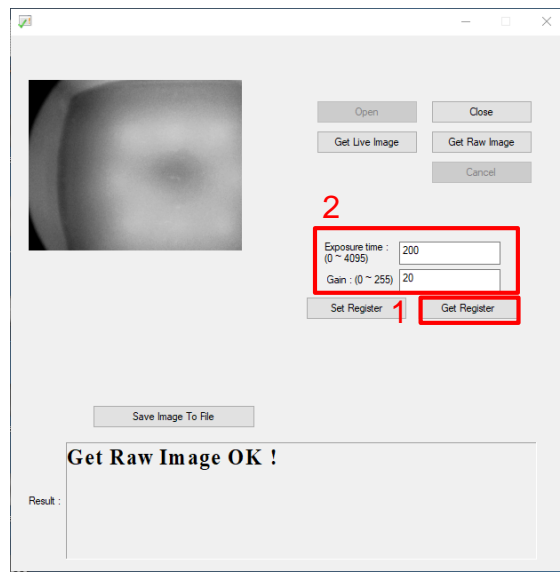 Open
Close
Get Live Image
Get Raw Image
Cancel
2
Exposure time :
(0 ~ 4095)
200
Gain : (0 ~ 255)
20
Set Register
1
Get Register
Save Image To File
Get Raw Image OK !
Result :